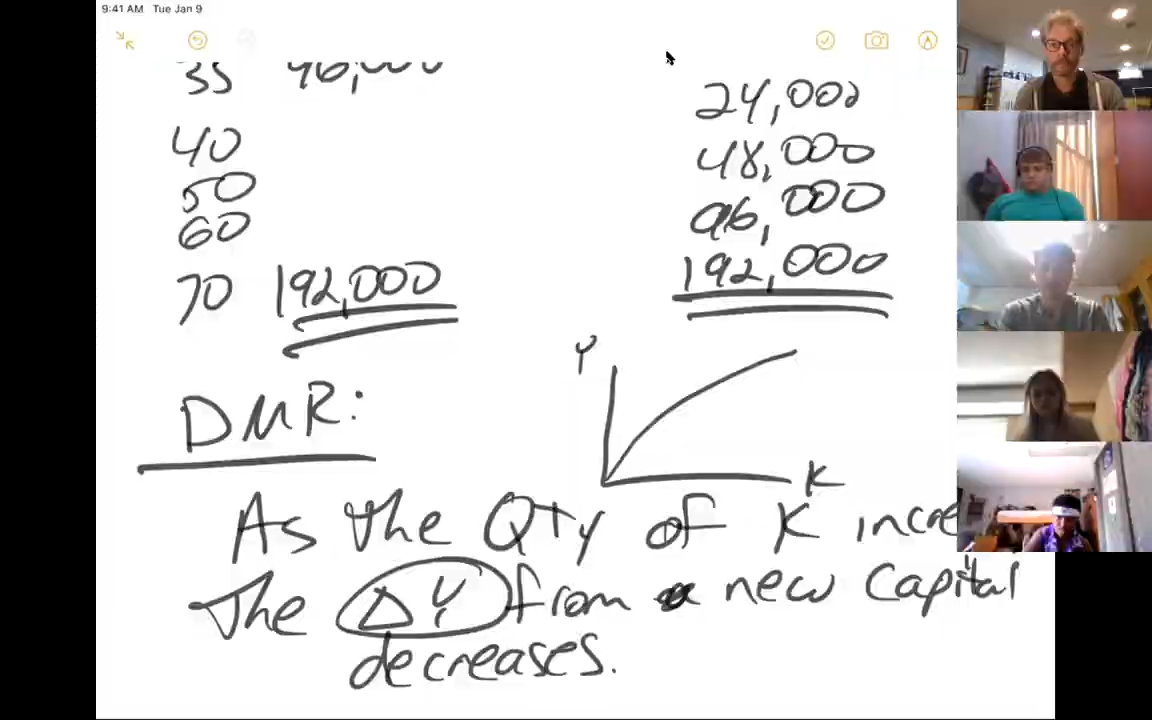 9:41 AM Tue Jan 9
35
24,000
40
48,000
50
96,000
60
70 192,000
192,000
DMR:
Y
K
As the Qty of K incre
The ΔY from a new capital
decreases.